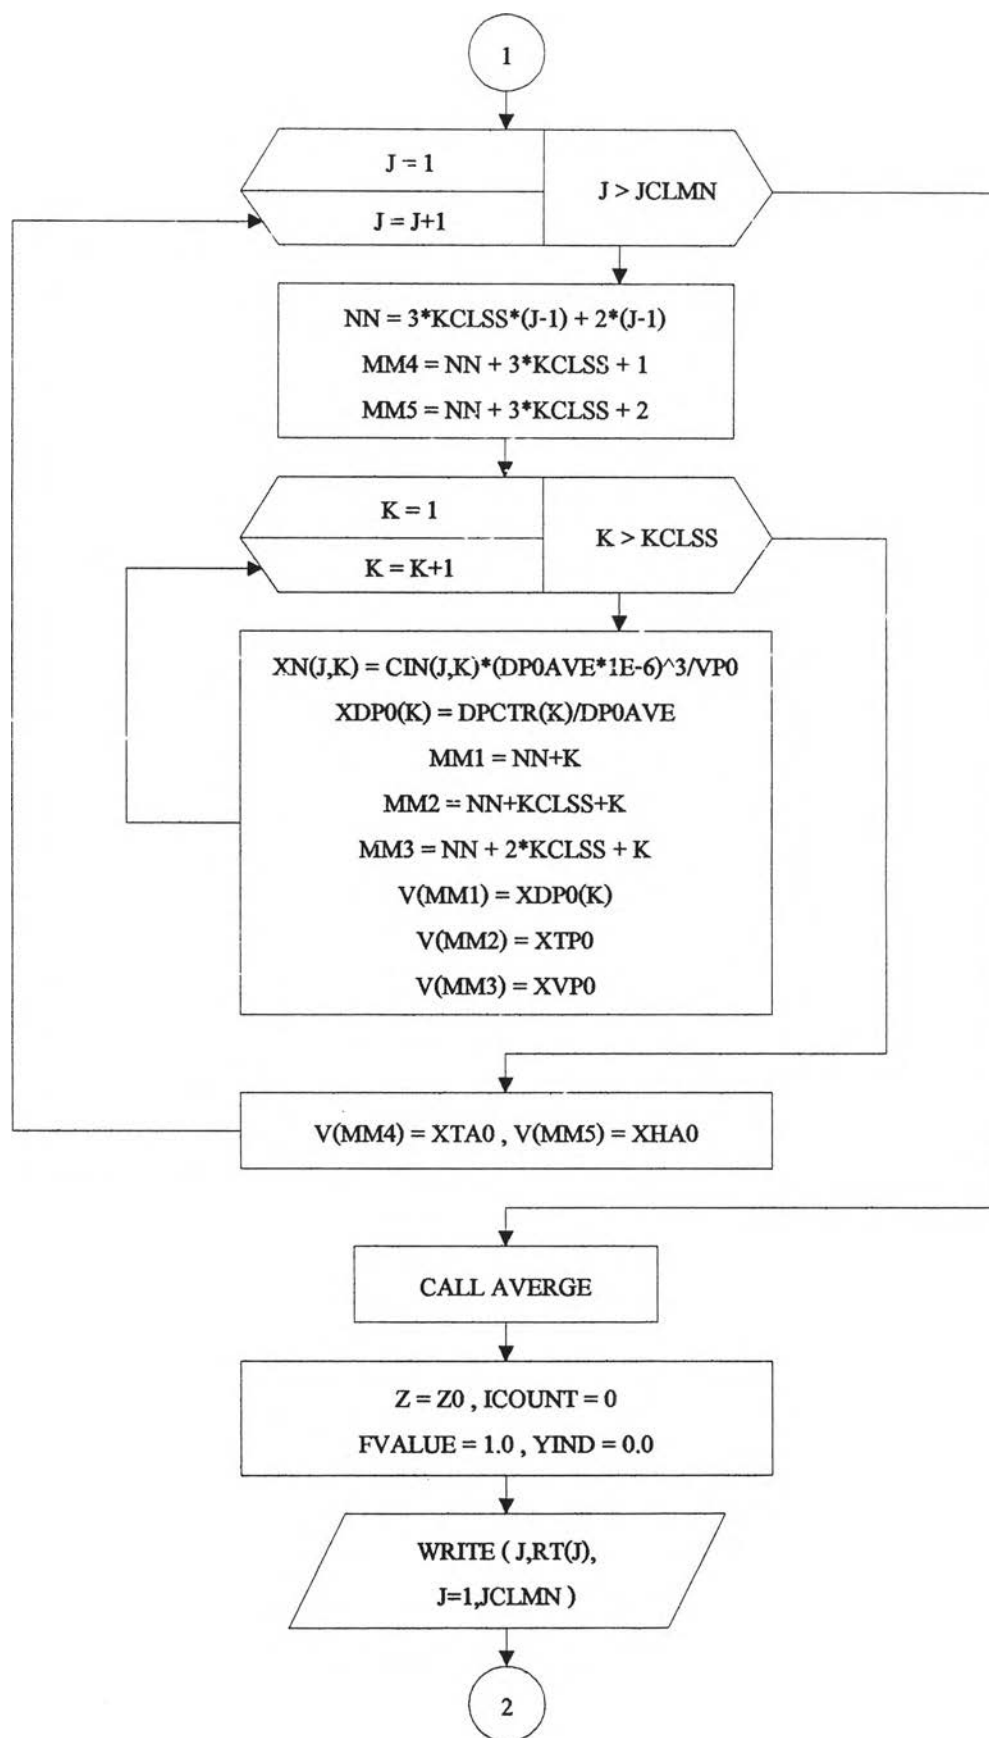 1
J = 1
J > JCLMN
J = J+1
NN = 3*KCLSS*(J-1) + 2*(J-1)
MM4 = NN + 3*KCLSS + 1
MM5 = NN + 3*KCLSS + 2
K = 1
K > KCLSS
K = K+1
XN(J,K) = CIN(J,K)*(DP0AVE*1E-6)^3/VP0
XDP0(K) = DPCTR(K)/DP0AVE
MM1 = NN+K
MM2 = NN+KCLSS+K
MM3 = NN + 2*KCLSS + K
V(MM1) = XDP0(K)
V(MM2) = XTP0
V(MM3) = XVP0
V(MM4) = XTA0 , V(MM5) = XHA0
CALL AVERGE
Z = Z0 , ICOUNT = 0
FVALUE = 1.0 , YIND = 0.0
WRITE ( J,RT(J),
J=1,JCLMN )
2